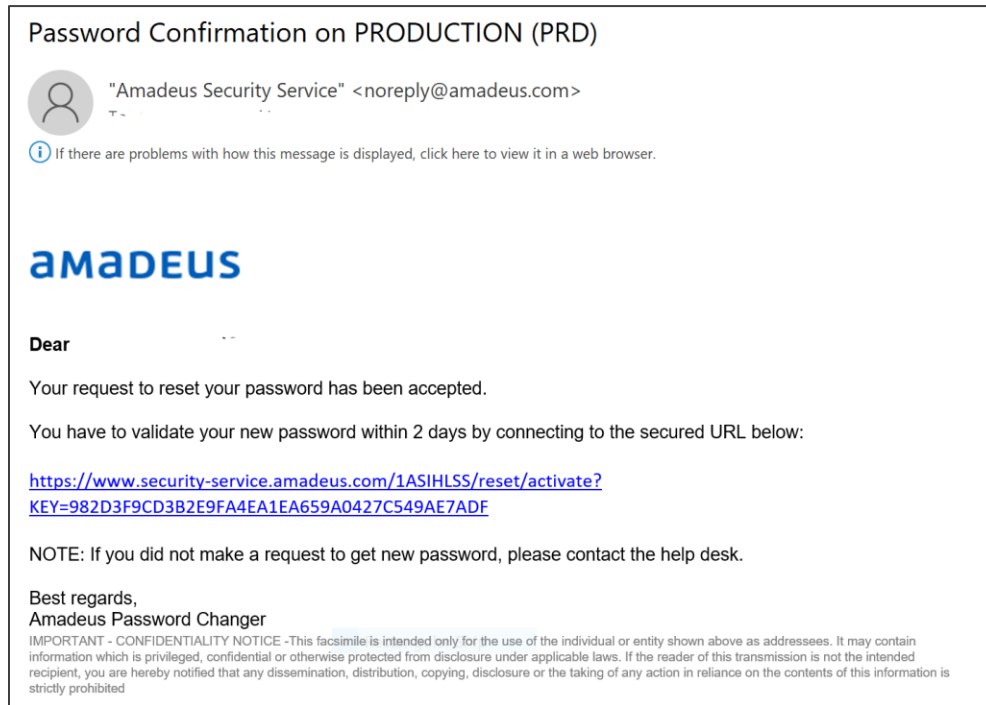 Password Confirmation on PRODUCTION (PRD)
"Amadeus Security Service" <noreply@amadeus.com>
If there are problems with how this message is displayed, click here to view it in a web browser.
aмaDEUS
Dear
Your request to reset your password has been accepted.
You have to validate your new password within 2 days by connecting to the secured URL below:
https://www.security-service.amadeus.com/1ASIHLSS/reset/activate?
KEY=982D3F9CD3B2E9FA4EA1EA659A0427C549AE7ADF
NOTE: If you did not make a request to get new password, please contact the help desk.
Best regards,
Amadeus Password Changer
IMPORTANT - CONFIDENTIALITY NOTICE -This facsimile is intended only for the use of the individual or entity shown above as addressees. It may contain
information which is privileged, confidential or otherwise protected from disclosure under applicable laws. If the reader of this transmission is not the intended
recipient, you are hereby notified that any dissemination, distribution, copying, disclosure or the taking of any action in reliance on the contents of this information is
strictly prohibited